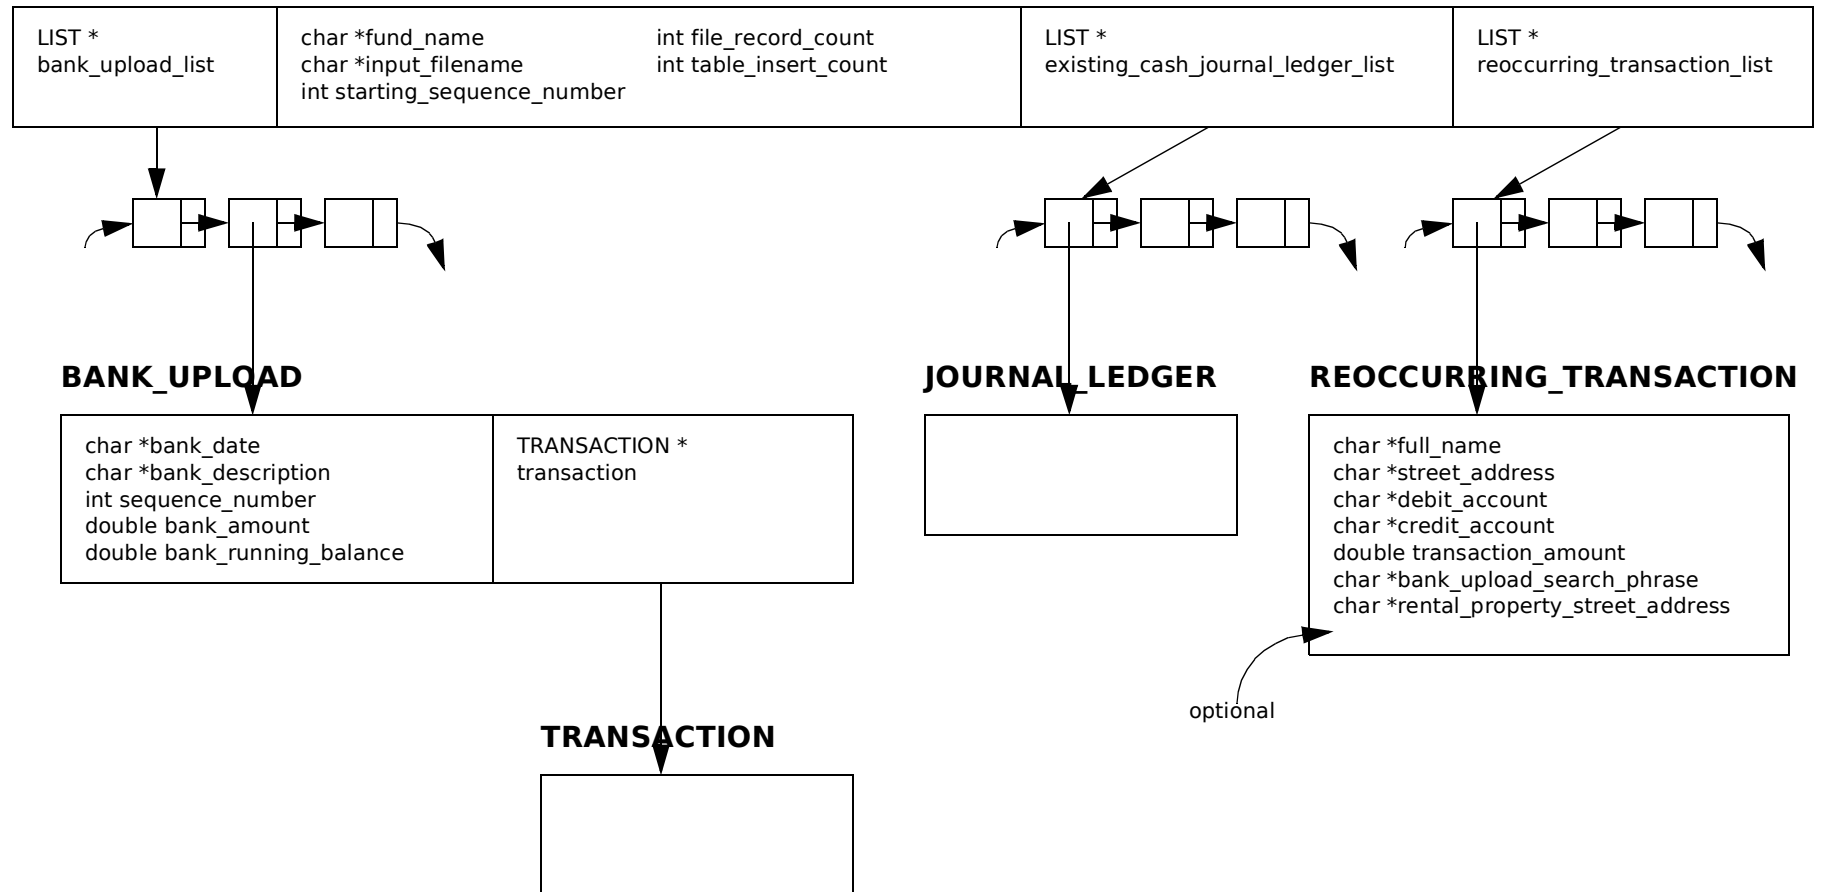 LIST *
bank_upload_list
char *fund_name
char *input_filename
int starting_sequence_number
int file_record_count
int table_insert_count
LIST *
existing_cash_journal_ledger_list
LIST *
reoccurring_transaction_list
BANK_UPLOAD
char *bank_date
char *bank_description
int sequence_number
double bank_amount
double bank_running_balance
TRANSACTION *
transaction
JOURNAL_LEDGER
REOCCURRING_TRANSACTION
char *full_name
char *street_address
char *debit_account
char *credit_account
double transaction_amount
char *bank_upload_search_phrase
char *rental_property_street_address
optional
TRANSACTION